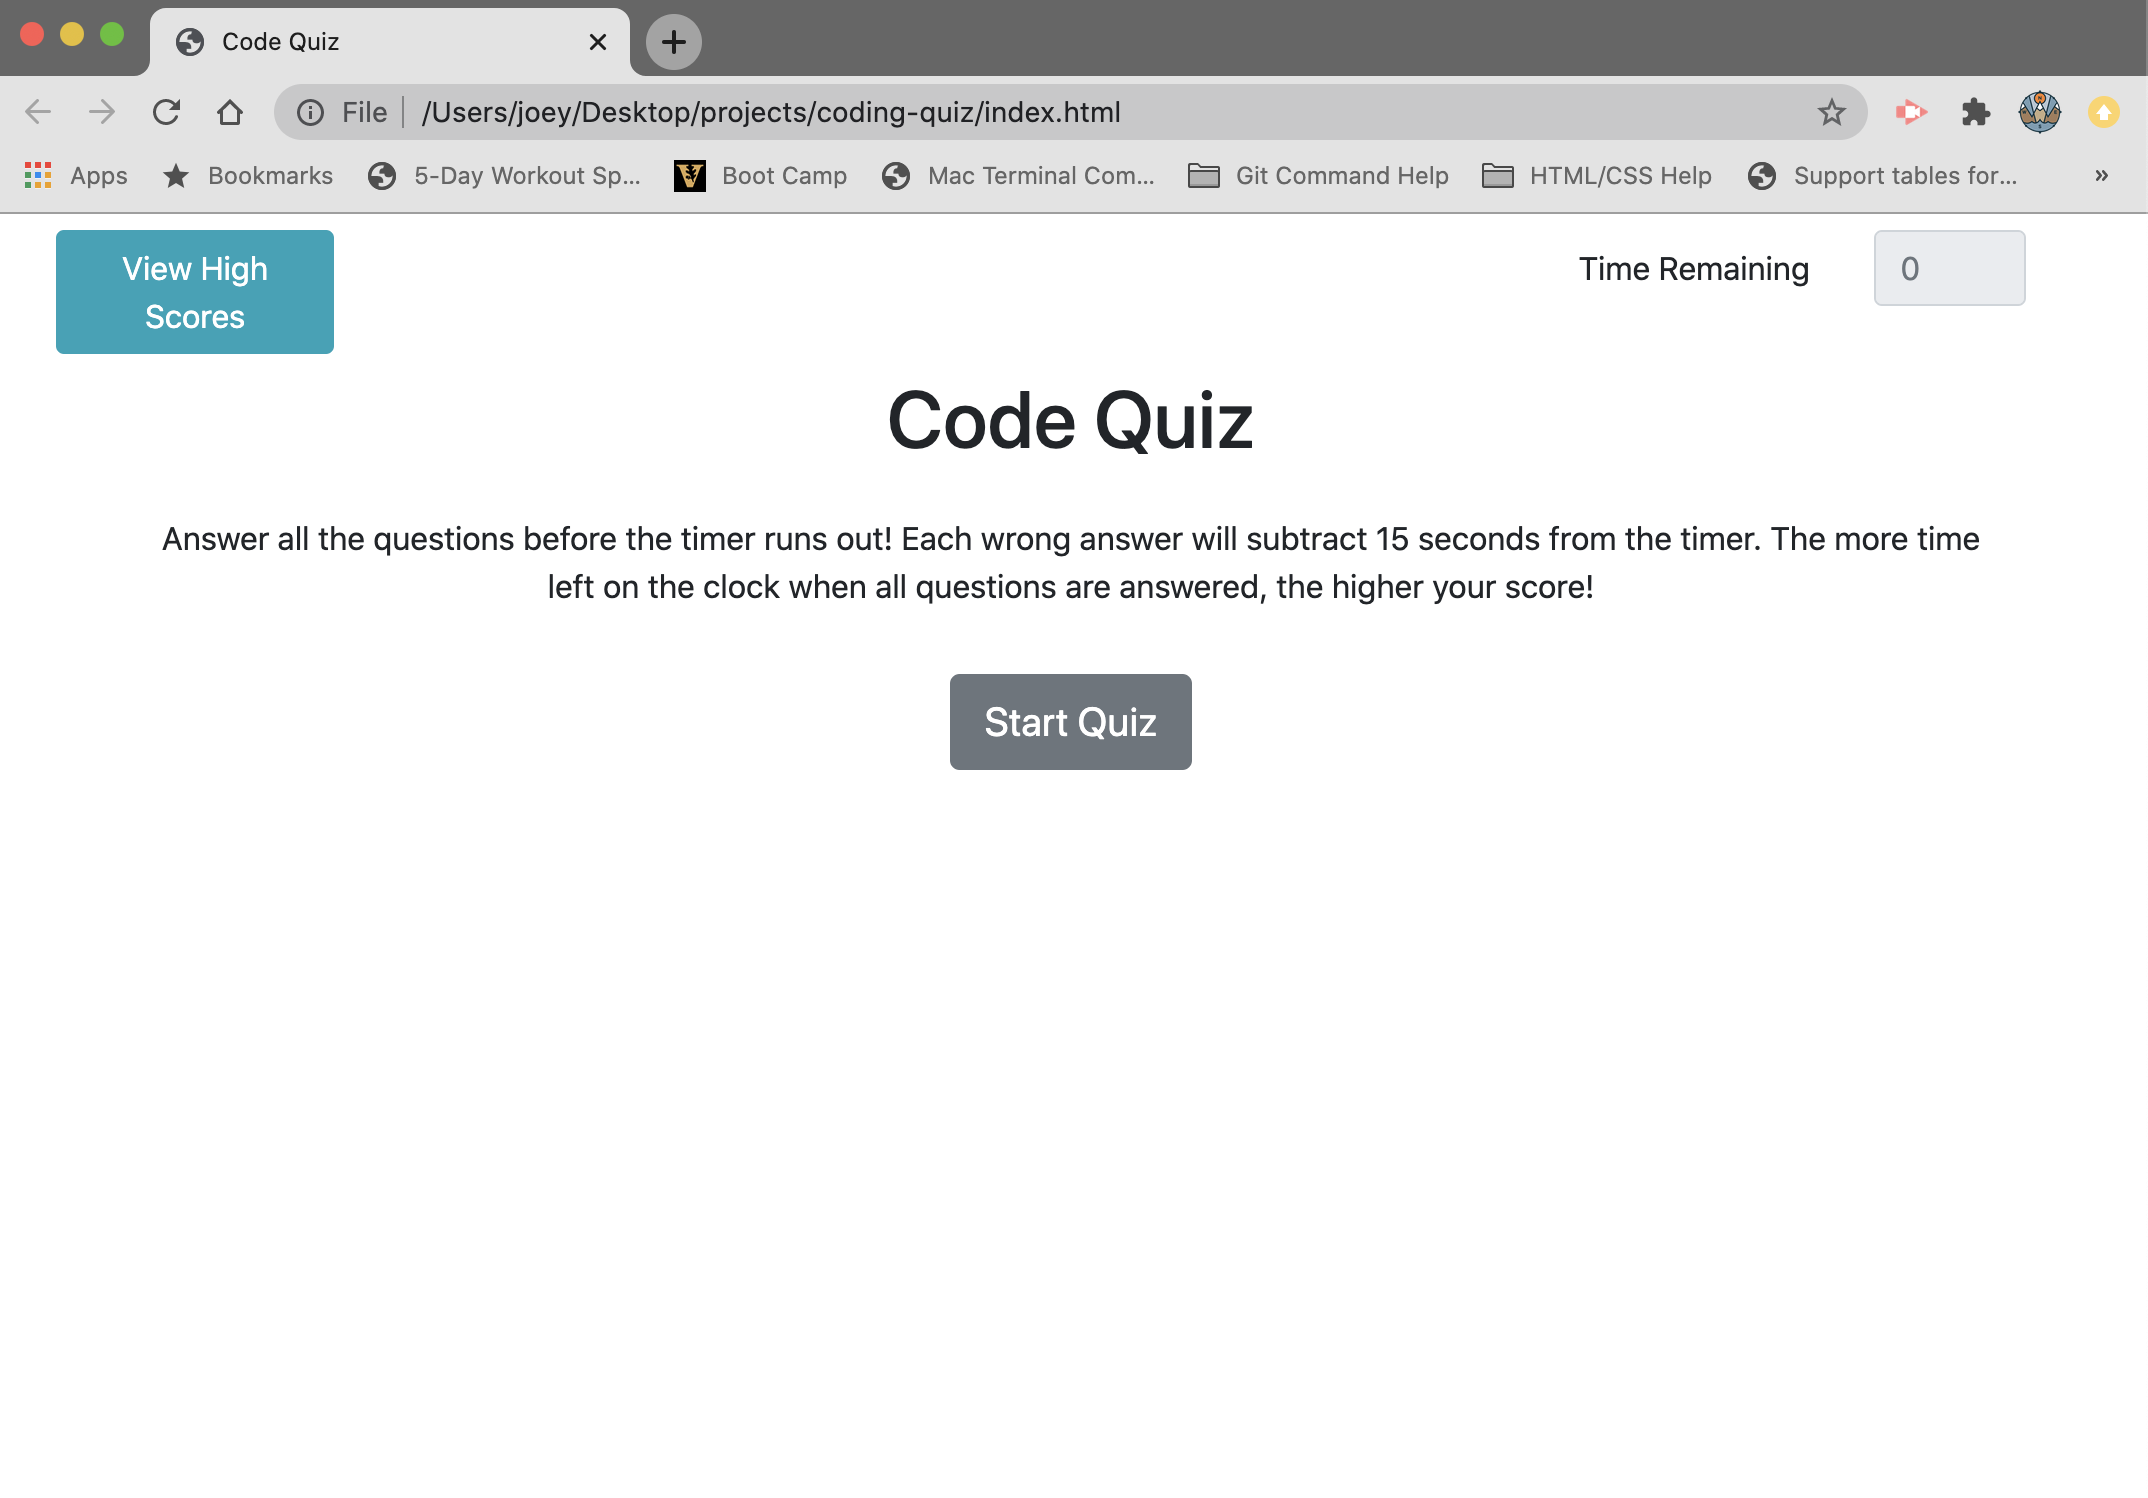 Code Quiz
File /Users/joey/Desktop/projects/coding-quiz/index.html
Apps Bookmarks 5-Day Workout Sp... Boot Camp Mac Terminal Com... Git Command Help HTML/CSS Help Support tables for... »
View High
Scores
Time Remaining 0
Code Quiz
Answer all the questions before the timer runs out! Each wrong answer will subtract 15 seconds from the timer. The more time
left on the clock when all questions are answered, the higher your score!
Start Quiz